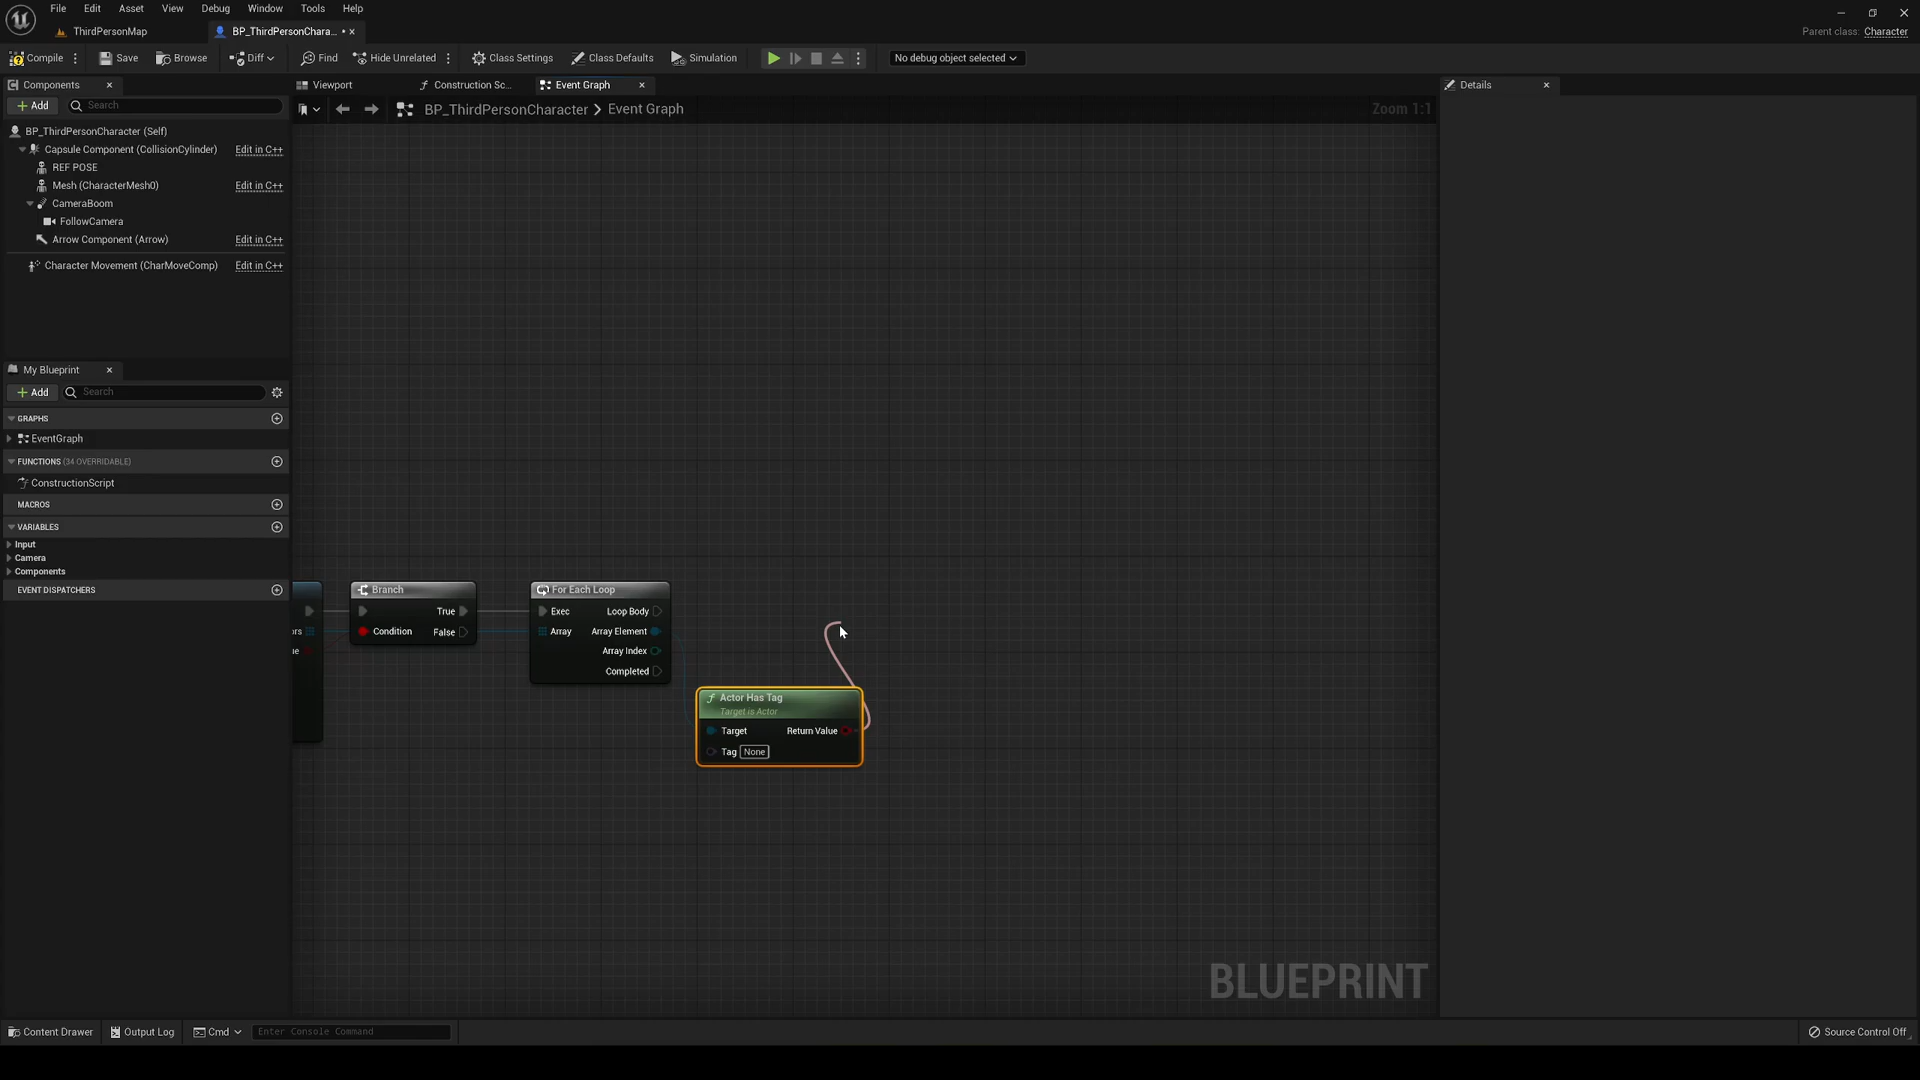 File Edit Asset View Debug Window Tools Help
ThirdPersonMap
BP_ThirdPersonChara...
Parent class: Character
Compile
Save
Browse
Diff
Find
Hide Unrelated
Class Settings
Class Defaults
Simulation
No debug object selected
Components
Add
Search
BP_ThirdPersonCharacter (Self)
Capsule Component (CollisionCylinder) Edit in C++
REF POSE
Mesh (CharacterMesh0) Edit in C++
CameraBoom
FollowCamera
Arrow Component (Arrow) Edit in C++
Character Movement (CharMoveComp) Edit in C++
My Blueprint
Add
Search
GRAPHS
EventGraph
FUNCTIONS (34 OVERRIDABLE)
ConstructionScript
MACROS
VARIABLES
Input
Camera
Components
EVENT DISPATCHERS
Viewport
Construction Sc...
Event Graph
BP_ThirdPersonCharacter > Event Graph
Zoom 1:1
ors
ue
Branch
True
Condition
False
For Each Loop
Exec
Loop Body
Array
Array Element
Array Index
Completed
Actor Has Tag
Target is Actor
Target
Return Value
Tag None
BLUEPRINT
Details
Content Drawer
Output Log
Cmd
Enter Console Command
Source Control Off